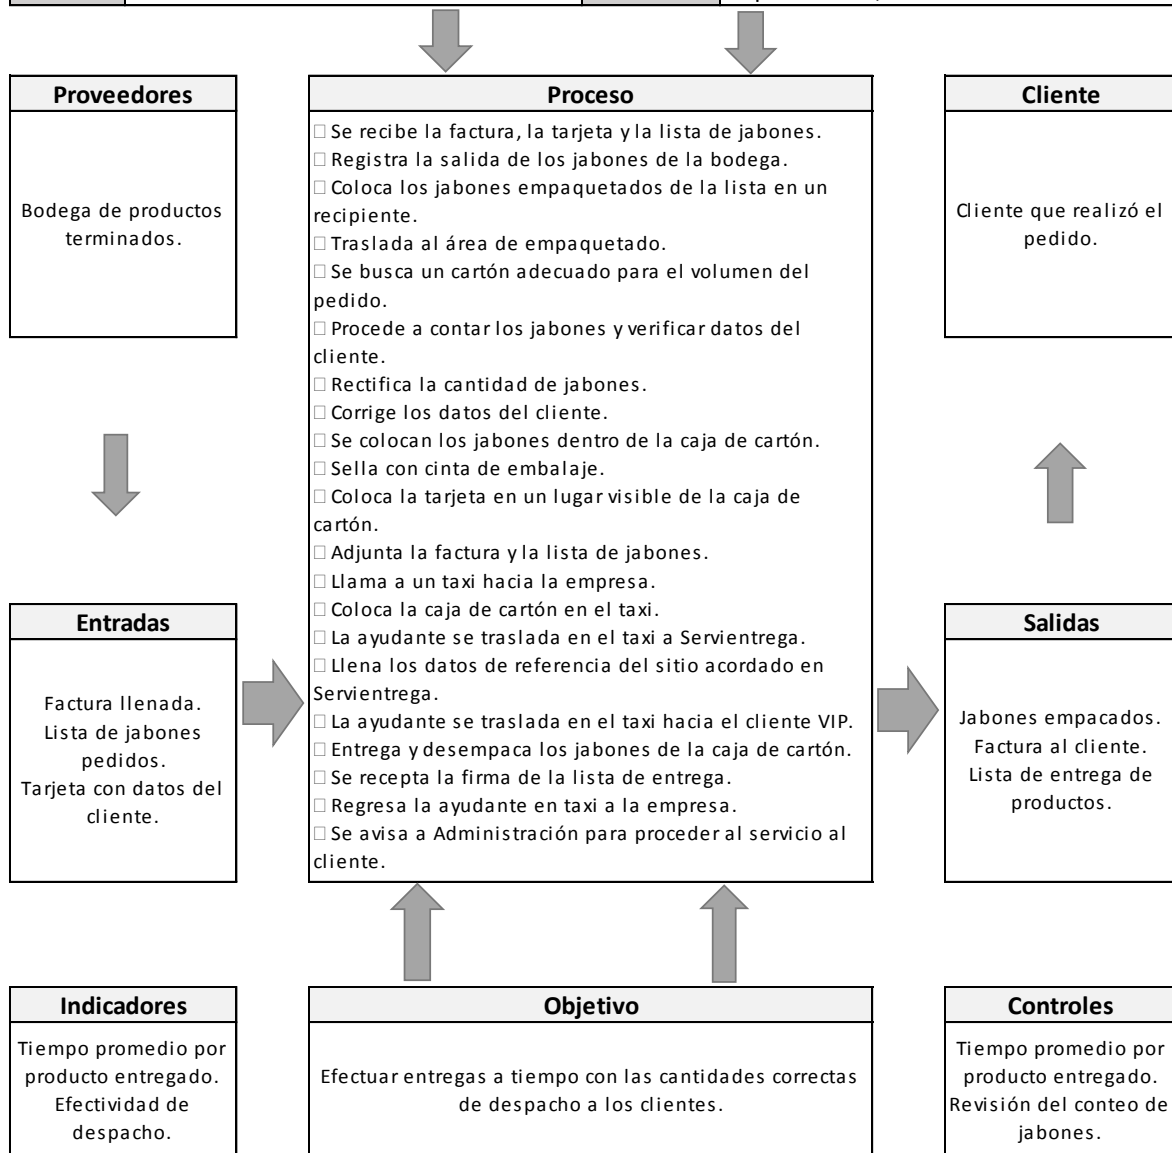 Proveedores
Bodega de productos
terminados.
Proceso
□ Se recibe la factura, la tarjeta y la lista de jabones.
□ Registra la salida de los jabones de la bodega.
□ Coloca los jabones empaquetados de la lista en un
recipiente.
□ Traslada al área de empaquetado.
□ Se busca un cartón adecuado para el volumen del
pedido.
□ Procede a contar los jabones y verificar datos del
cliente.
□ Rectifica la cantidad de jabones.
□ Corrige los datos del cliente.
□ Se colocan los jabones dentro de la caja de cartón.
□ Sella con cinta de embalaje.
□ Coloca la tarjeta en un lugar visible de la caja de
cartón.
□ Adjunta la factura y la lista de jabones.
□ Llama a un taxi hacia la empresa.
□ Coloca la caja de cartón en el taxi.
□ La ayudante se traslada en el taxi a Servientrega.
□ Llena los datos de referencia del sitio acordado en
Servientrega.
□ La ayudante se traslada en el taxi hacia el cliente VIP.
□ Entrega y desempaca los jabones de la caja de cartón.
□ Se recepta la firma de la lista de entrega.
□ Regresa la ayudante en taxi a la empresa.
□ Se avisa a Administración para proceder al servicio al
cliente.
Cliente
Cliente que realizó el
pedido.
Entradas
Factura llenada.
Lista de jabones
pedidos.
Tarjeta con datos del
cliente.
Salidas
Jabones empacados.
Factura al cliente.
Lista de entrega de
productos.
Indicadores
Tiempo promedio por
producto entregado.
Efectividad de
despacho.
Objetivo
Efectuar entregas a tiempo con las cantidades correctas
de despacho a los clientes.
Controles
Tiempo promedio por
producto entregado.
Revisión del conteo de
jabones.